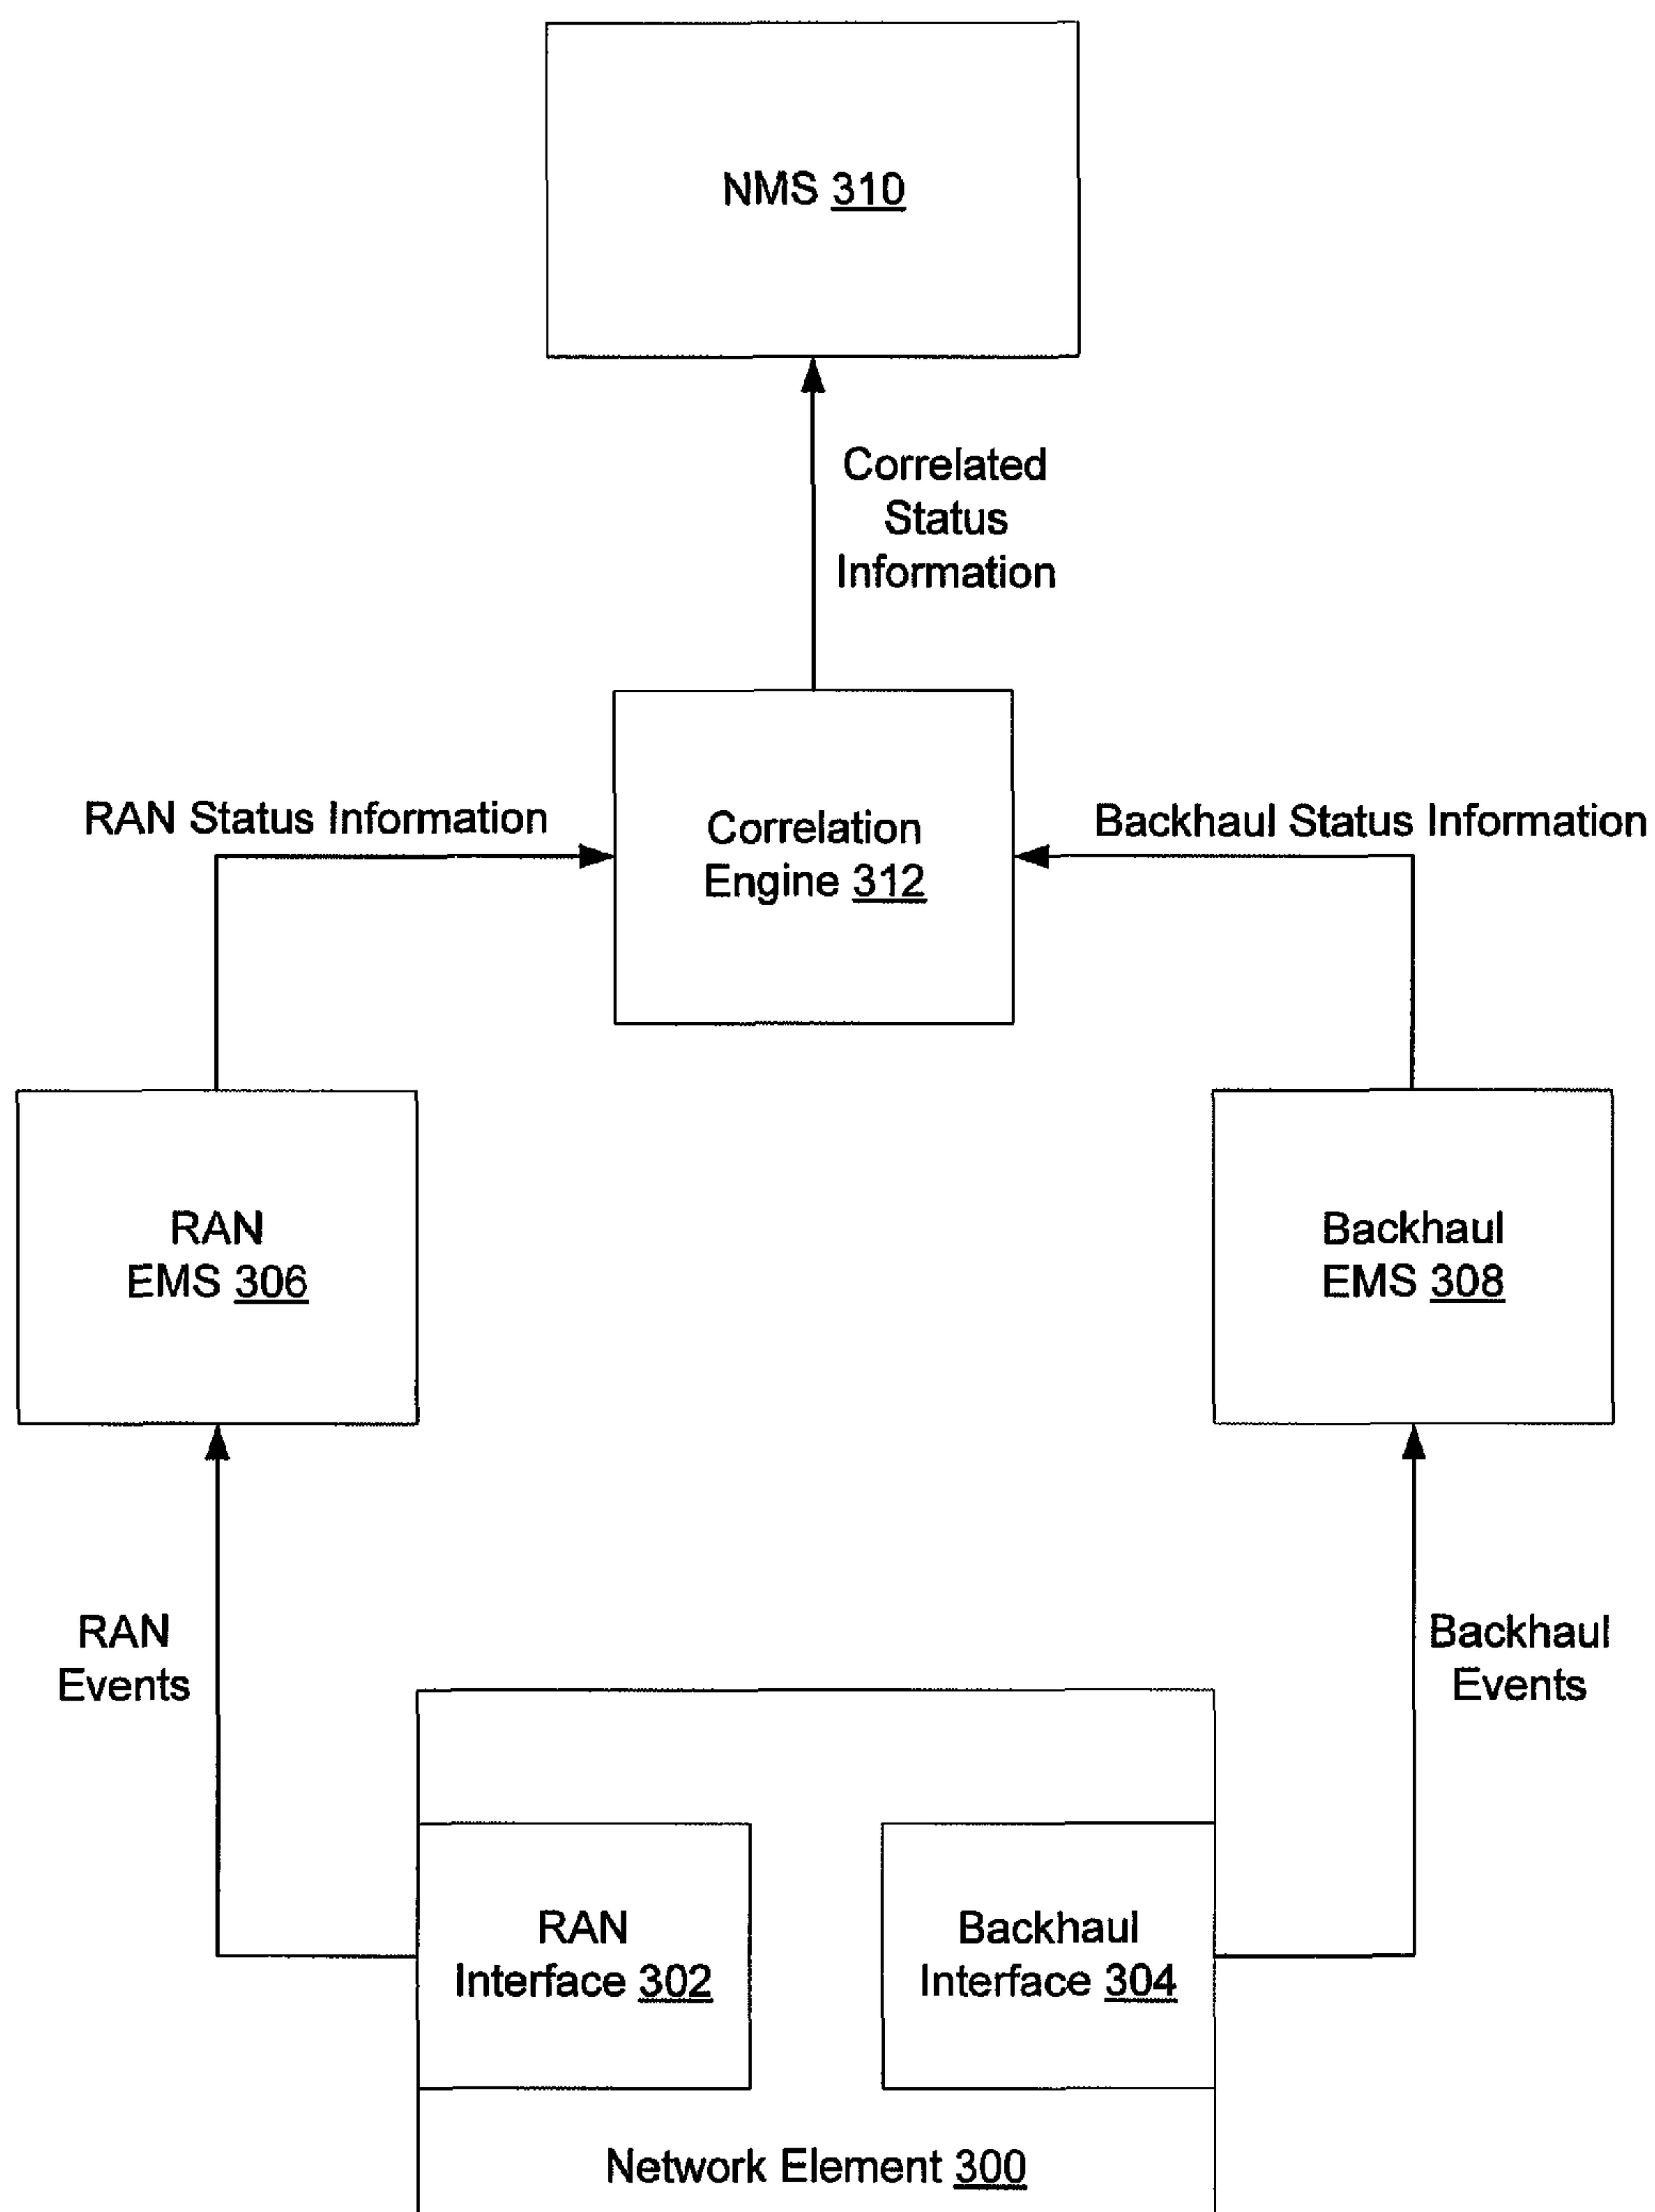 NMS 310
Correlated
Status
Information
RAN Status Information
Correlation
Engine 312
Backhaul Status Information
RAN
EMS 306
Backhaul
EMS 308
RAN
Events
Backhaul
Events
RAN
Interface 302
Backhaul
Interface 304
Network Element 300